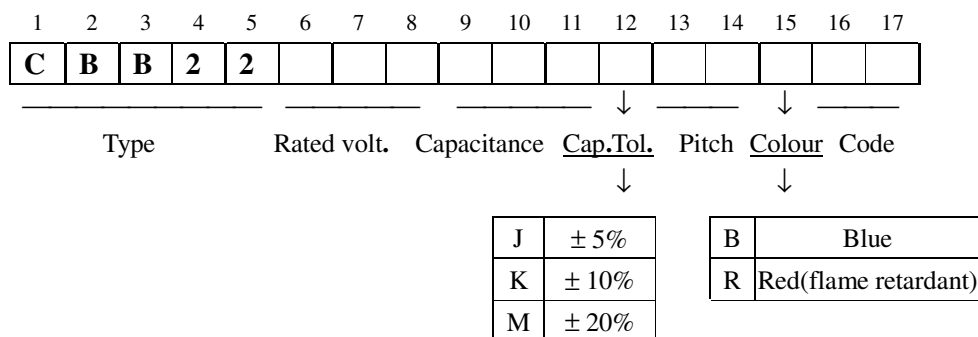 1 2 3 4 5 6 7 8 9 10 11 12 13 14 15 16 17
C B B 2 2
Type Rated volt. Capacitance Cap.Tol. Pitch Colour Code
J ± 5% B Blue
K ± 10% R Red(flame retardant)
M ± 20%